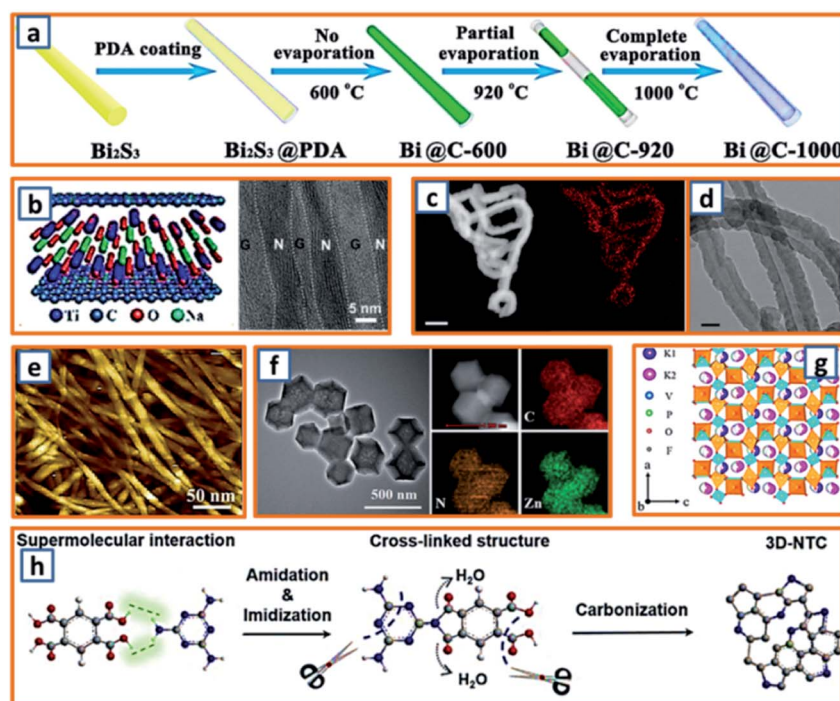 a
PDA coating
No evaporation
600 °C
Partial evaporation
920 °C
Complete evaporation
1000 °C
Bi₂S₃
Bi₂S₃@PDA
Bi@C-600
Bi@C-920
Bi@C-1000
b
G N G N G N
5 nm
Ti C O Na
c
d
e
50 nm
f
500 nm
C
N
Zn
g
K1
K2
V
P
O
F
a
b
c
h
Supermolecular interaction
Amidation
&
Imidization
Cross-linked structure
H₂O
H₂O
Carbonization
3D-NTC